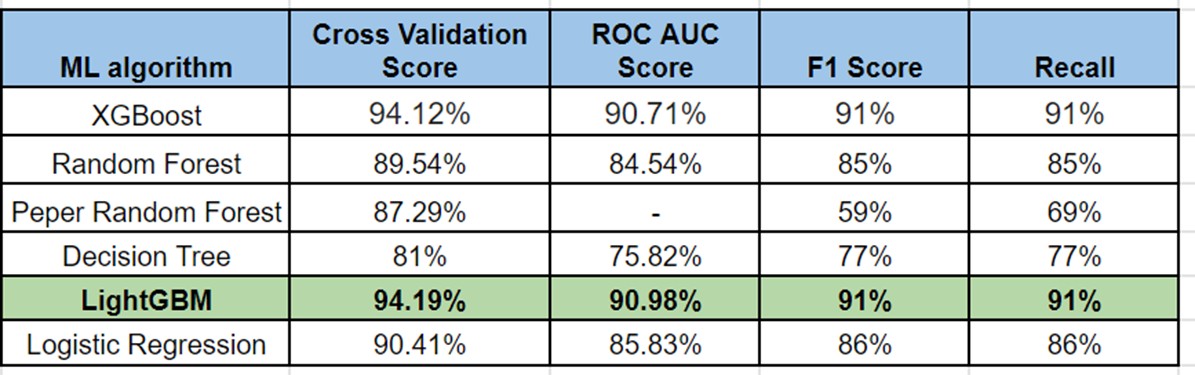 ML algorithm Cross Validation Score ROC AUC Score F1 Score Recall
XGBoost 94.12% 90.71% 91% 91%
Random Forest 89.54% 84.54% 85% 85%
Peper Random Forest 87.29% - 59% 69%
Decision Tree 81% 75.82% 77% 77%
LightGBM 94.19% 90.98% 91% 91%
Logistic Regression 90.41% 85.83% 86% 86%